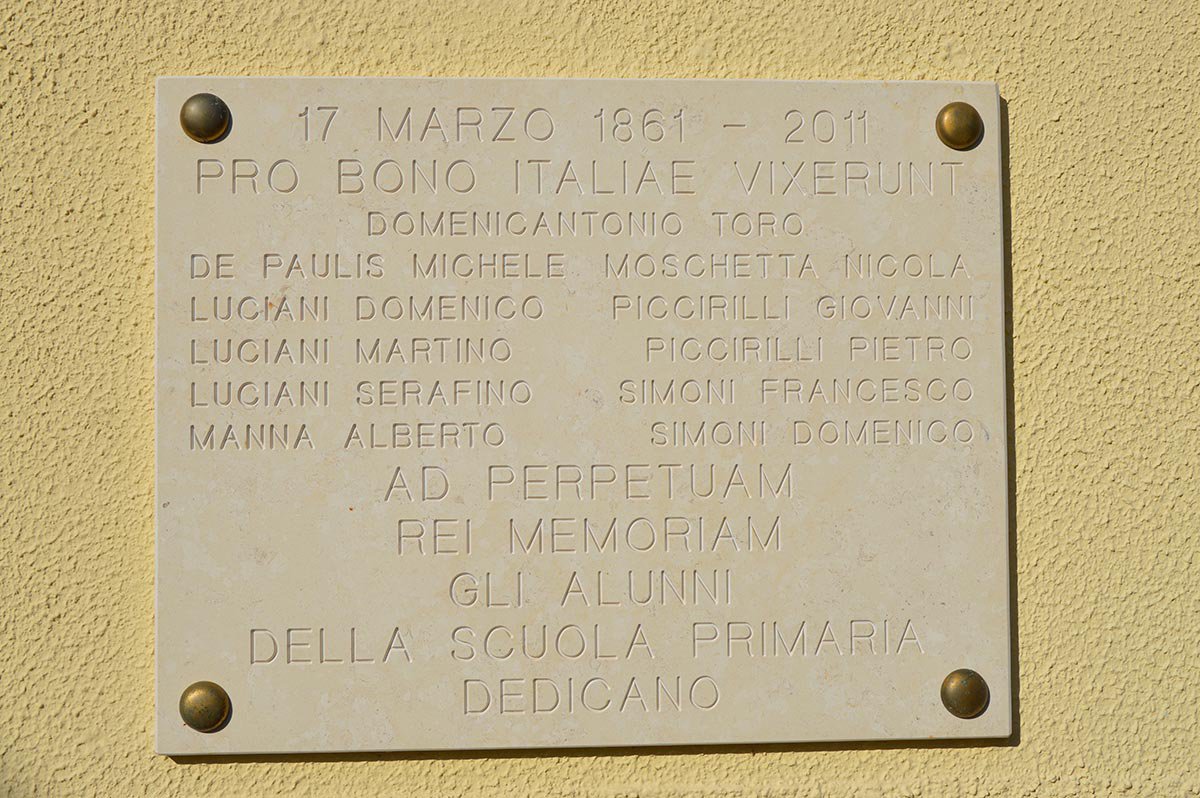 17 MARZO 1861 - 2011
PRO BONO ITALIAE VIXERUNT
DOMENICANTONIO TORO
DE PAULIS MICHELE MOSCHETTA NICOLA
LUCIANI DOMENICO PICCIRILLI GIOVANNI
LUCIANI MARTINO PICCIRILLI PIETRO
LUCIANI SERAFINO SIMONI FRANCESCO
MANNA ALBERTO SIMONI DOMENICO
AD PERPETUAM
REI MEMORIAM
GLI ALUNNI
DELLA SCUOLA PRIMARIA
DEDICANO